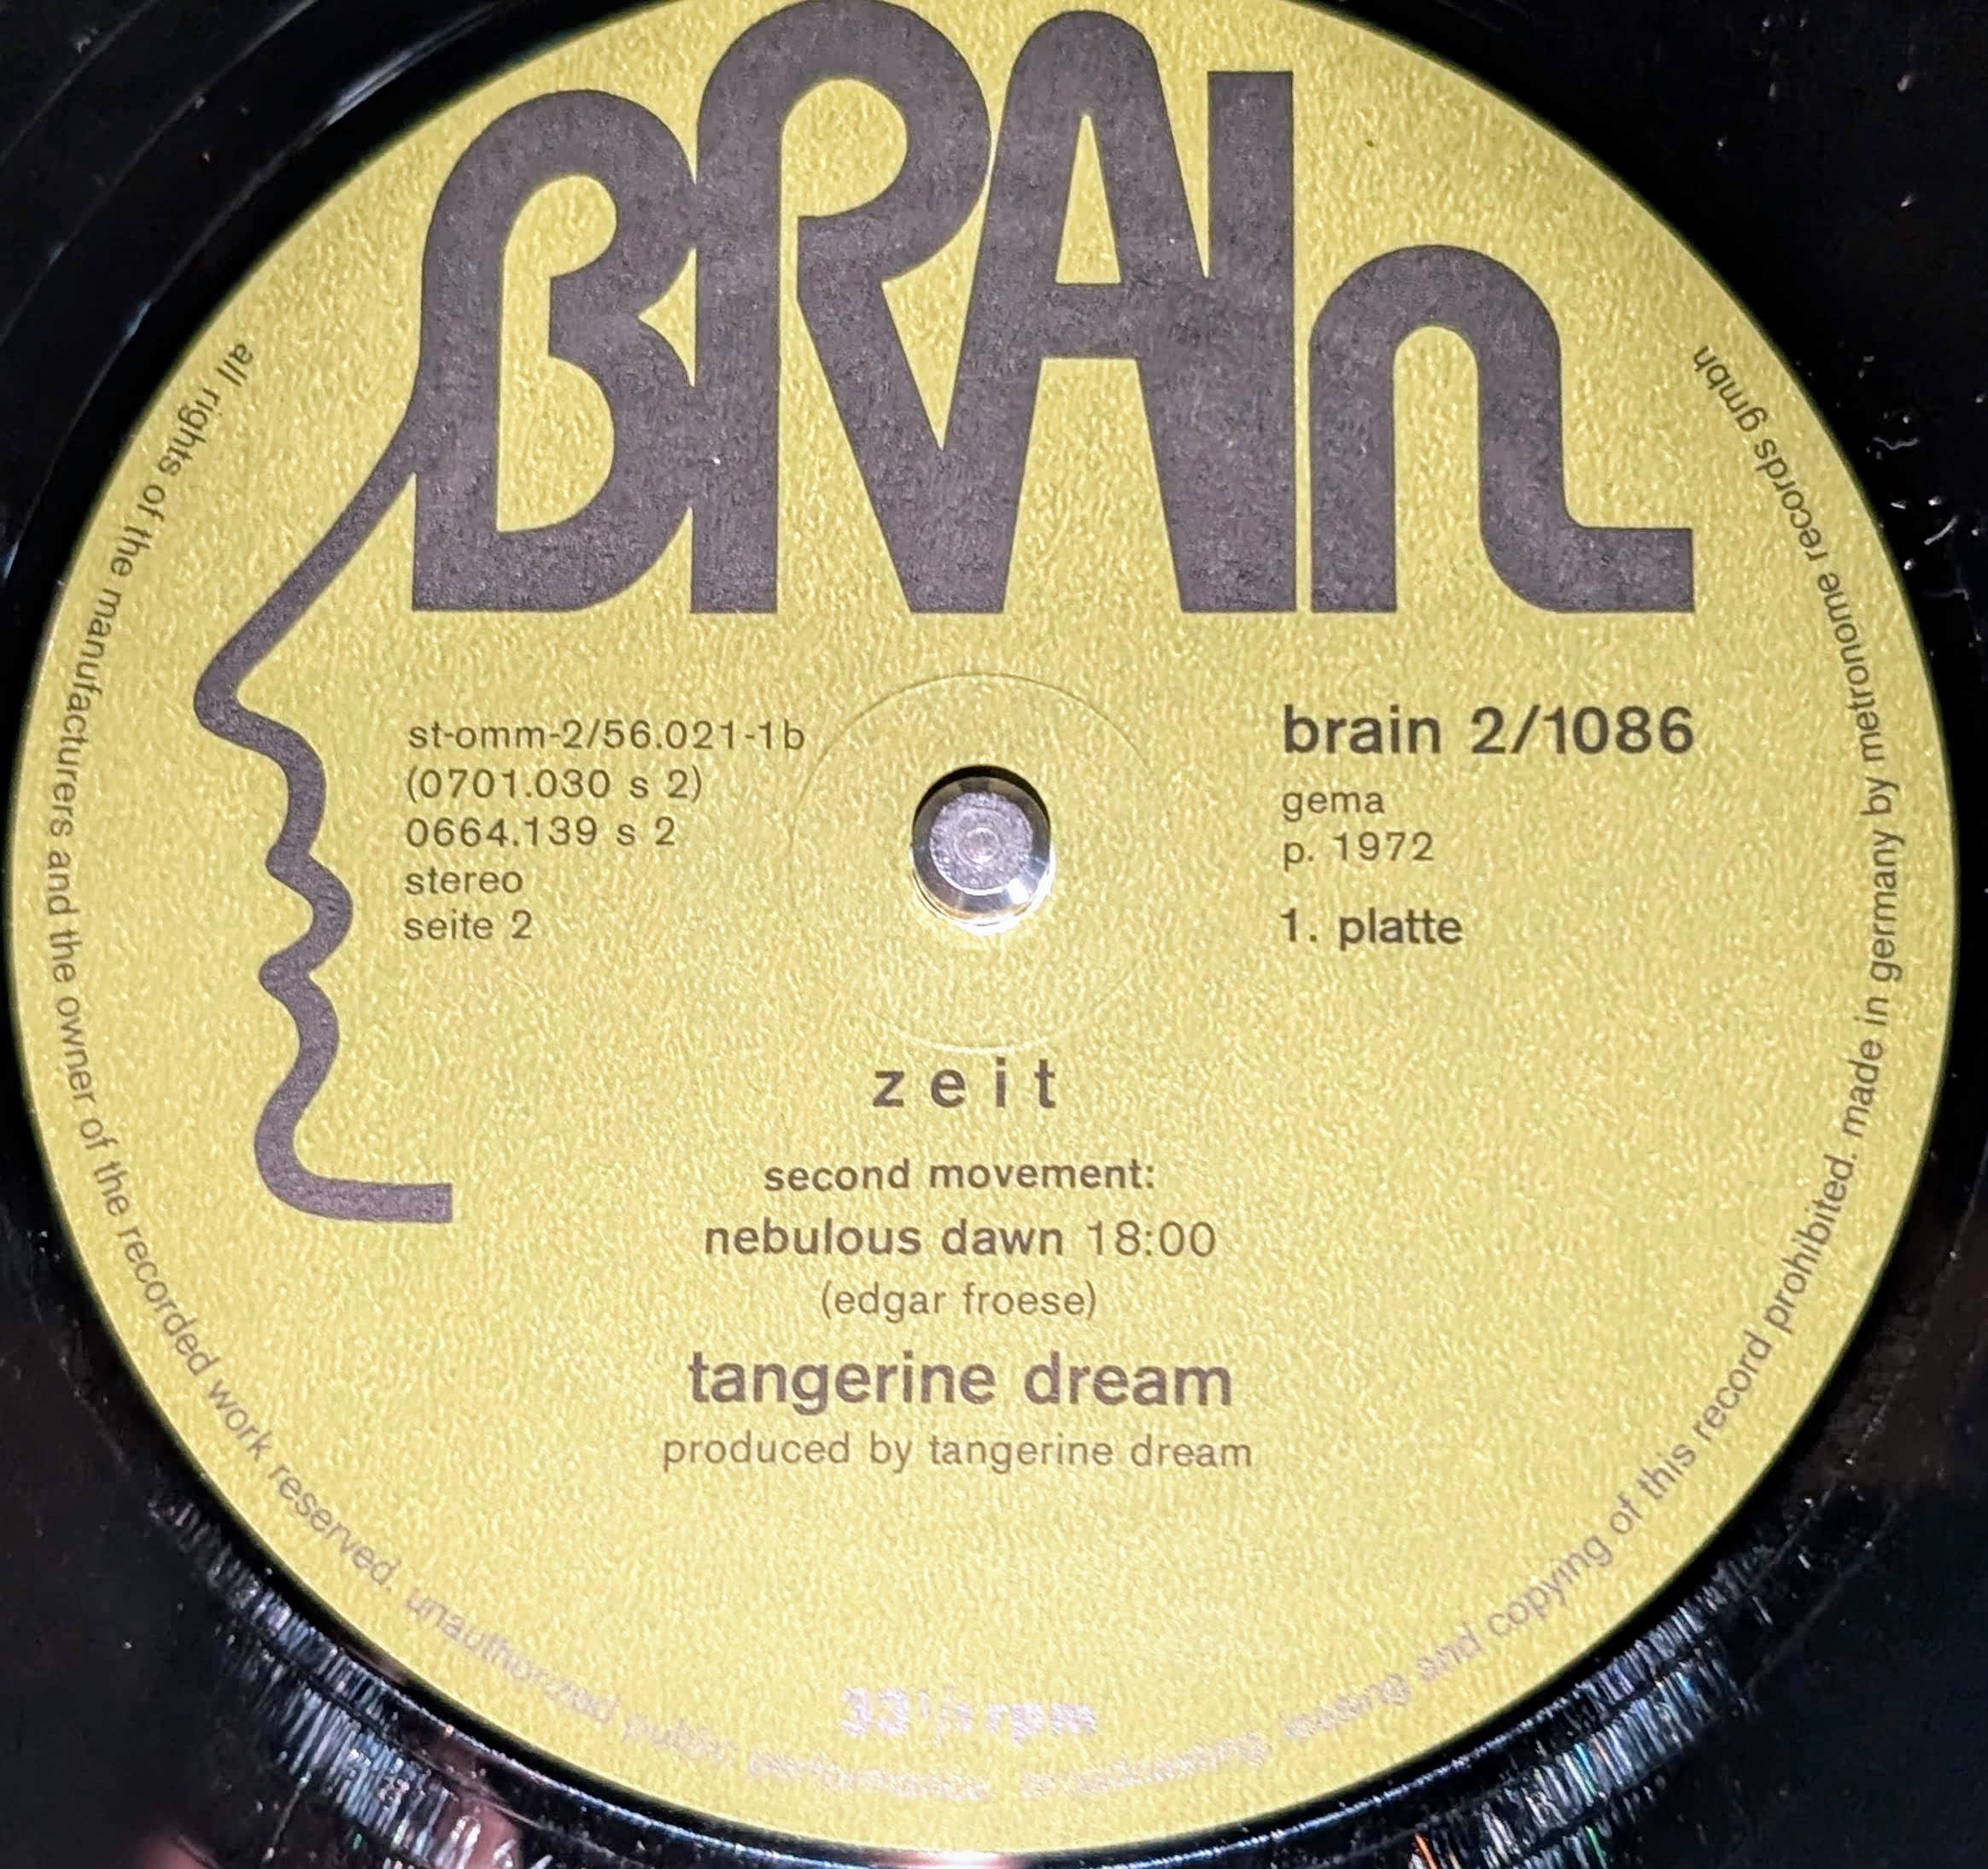 BRAIn
st-omm-2/56.021-1b
(0701.030 s 2)
0664.139 s 2
stereo
seite 2
brain 2/1086
gema
p. 1972
1. platte
zeit
second movement:
nebulous dawn 18:00
(edgar froese)
tangerine dream
produced by tangerine dream
33 1/3 rpm
all rights of the manufacturers and the owner of the recorded work reserved. unauthorized public performance, broadcasting, and copying of this record prohibited. made in germany by metronome records gmbh